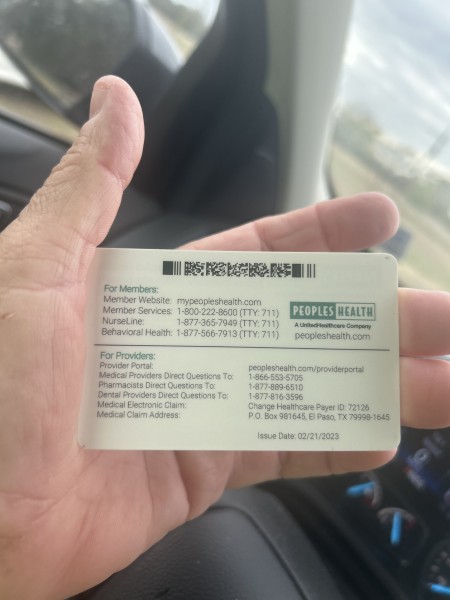 For Members:
Member Website: mypeopleshealth.com
Member Services: 1-800-222-8600 (TTY: 711)
NurseLine: 1-877-365-7949 (TTY: 711)
Behavioral Health: 1-877-566-7913 (TTY: 711)
PEOPLES HEALTH
A UnitedHealthcare Company
peopleshealth.com
For Providers:
Provider Portal: peopleshealth.com/providerportal
Medical Providers Direct Questions To: 1-866-553-5705
Pharmacists Direct Questions To: 1-877-889-6510
Dental Providers Direct Questions To: 1-877-816-3596
Medical Electronic Claim: Change Healthcare Payer ID: 72126
Medical Claim Address: P.O. Box 981645, El Paso, TX 79998-1645
Issue Date: 02/21/2023